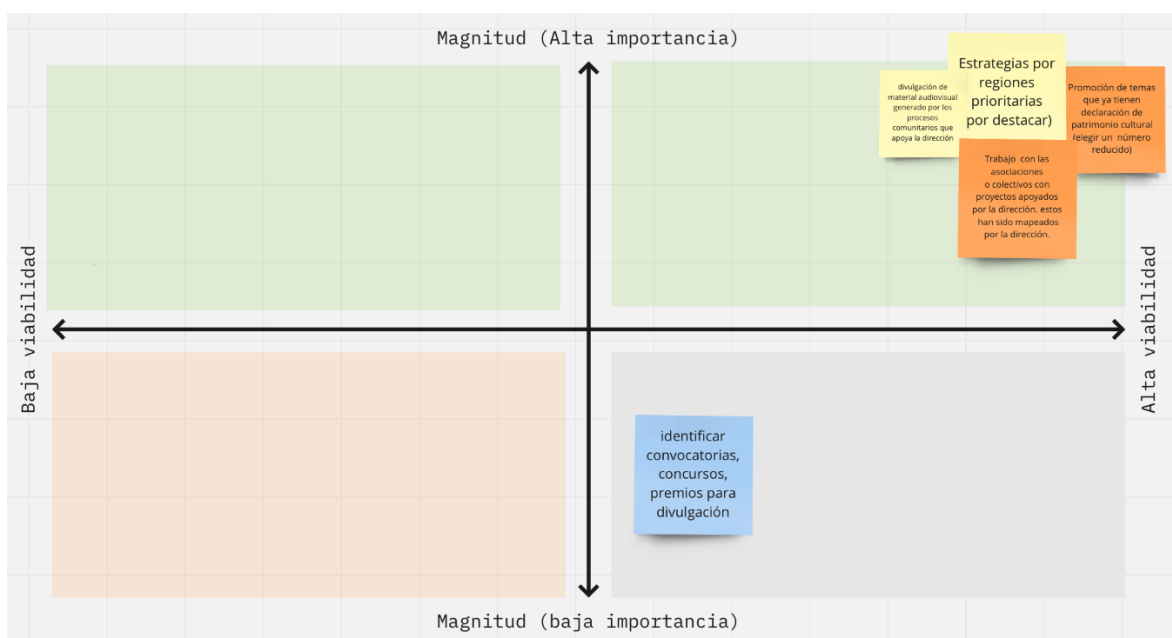 Magnitud (Alta importancia)
divulgación de
material audiovisual
generado por los
procesos
comunitarios que
apoya la dirección
Estrategias por
regiones
prioritarias
por destacar)
Promoción de temas
que ya tienen
declaración de
patrimonio cultural
(elegir un número
reducido)
Trabajo con las
asociaciones
o colectivos con
proyectos apoyados
por la dirección. estos
han sido mapeados
por la dirección.
Baja viabilidad
Alta viabilidad
identificar
convocatorias,
concursos,
premios para
divulgación
Magnitud (baja importancia)